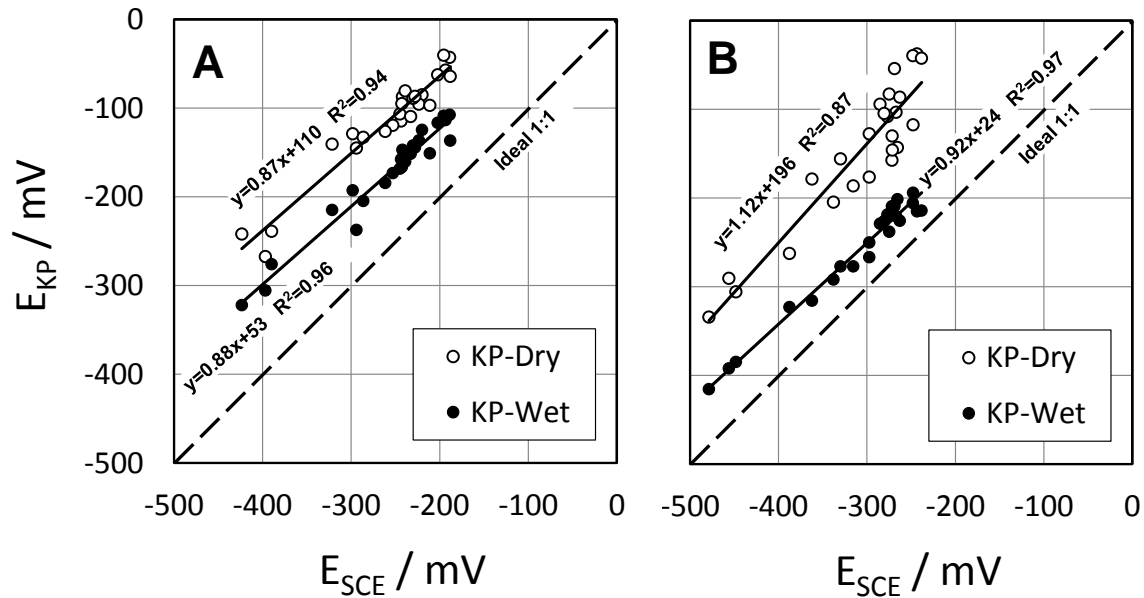 E_KP / mV
0
-100
-200
-300
-400
-500
A
y=0.87x+110 R²=0.94
y=0.88x+53 R²=0.96
Ideal 1:1
KP-Dry
KP-Wet
-500 -400 -300 -200 -100 0
E_SCE / mV
B
y=1.12x+196 R²=0.87
y=0.92x+24 R²=0.97
Ideal 1:1
KP-Dry
KP-Wet
-500 -400 -300 -200 -100 0
E_SCE / mV